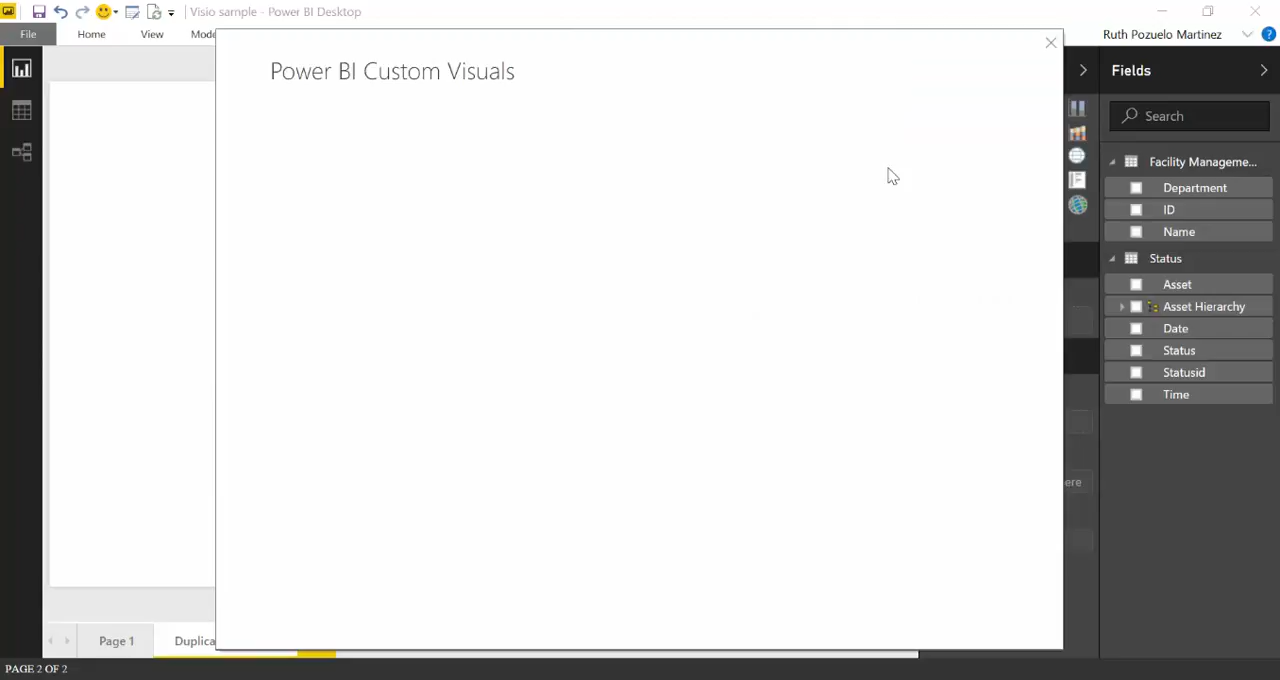 Visio sample - Power BI Desktop
File Home View Mode Ruth Pozuelo Martinez ?
Power BI Custom Visuals
Fields
Search
Facility Manageme...
Department
ID
Name
Status
Asset
Asset Hierarchy
Date
Status
Statusid
Time
ere
Page 1 Duplica
PAGE 2 OF 2